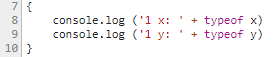 7 {
8     console.log ('1 x: ' + typeof x)
9     console.log ('1 y: ' + typeof y)
10 }